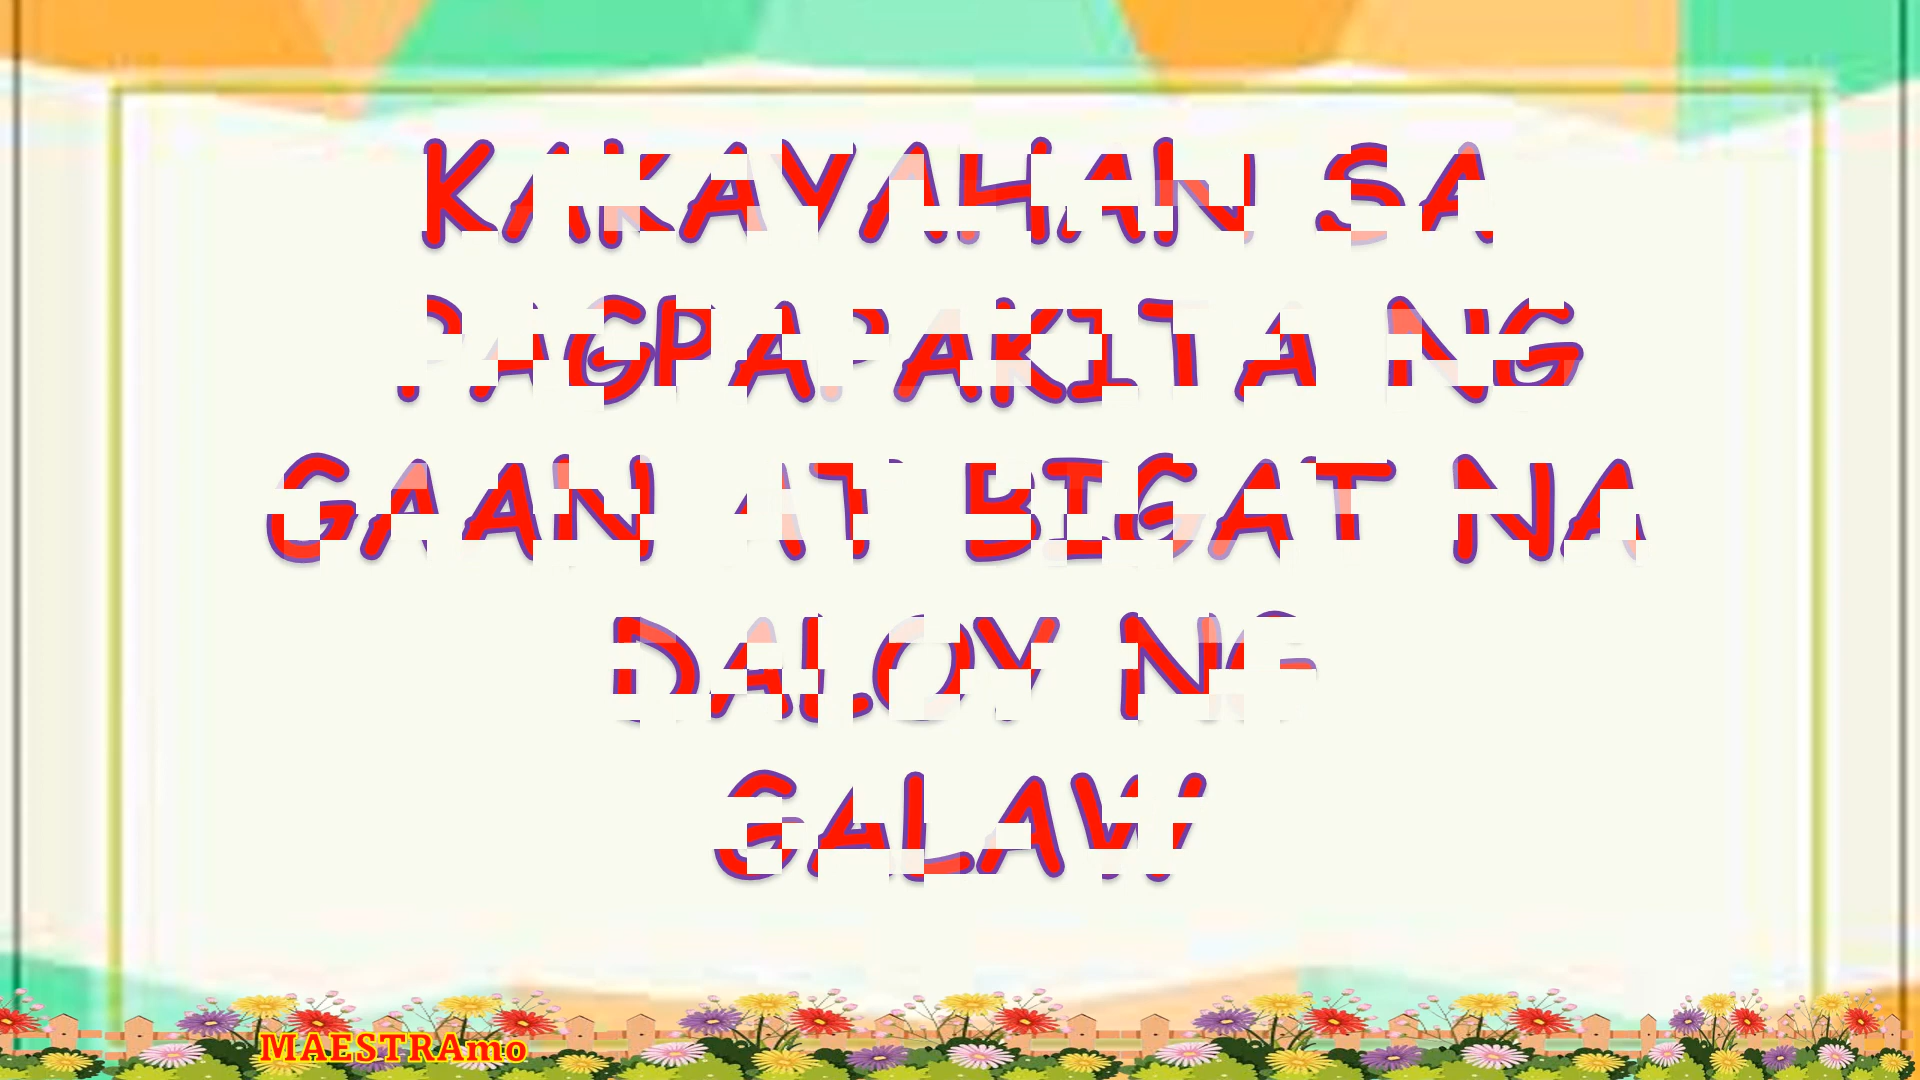 KAKAYAHAN SA
PAGPAPAKITA NG
GAAN AT BIGAT NA
DALOY NG
GALAW
MAESTRAmo